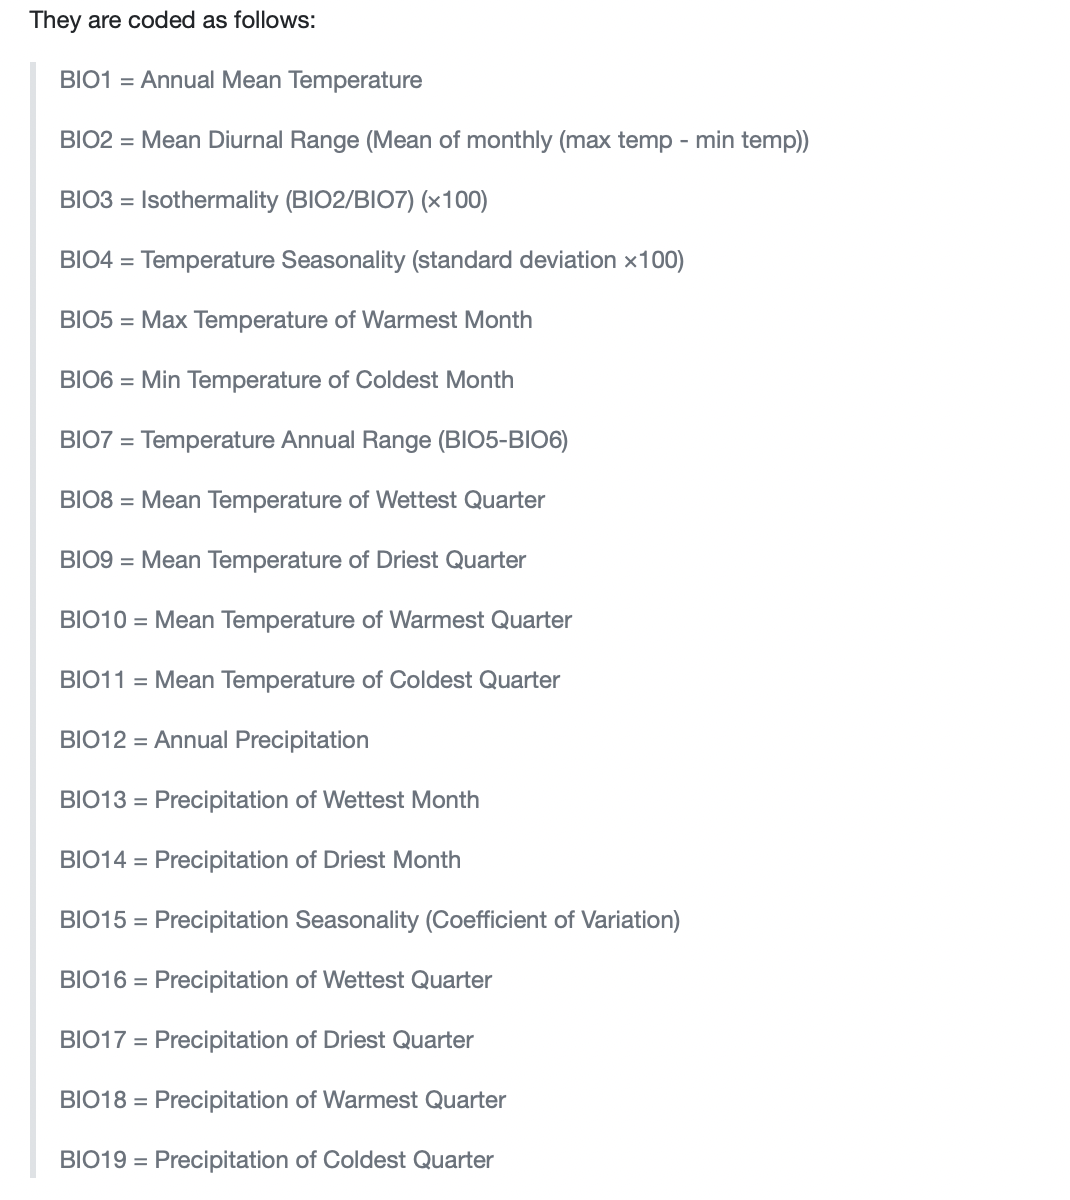 They are coded as follows:
BIO1 = Annual Mean Temperature
BIO2 = Mean Diurnal Range (Mean of monthly (max temp - min temp))
BIO3 = Isothermality (BIO2/BIO7) (×100)
BIO4 = Temperature Seasonality (standard deviation ×100)
BIO5 = Max Temperature of Warmest Month
BIO6 = Min Temperature of Coldest Month
BIO7 = Temperature Annual Range (BIO5-BIO6)
BIO8 = Mean Temperature of Wettest Quarter
BIO9 = Mean Temperature of Driest Quarter
BIO10 = Mean Temperature of Warmest Quarter
BIO11 = Mean Temperature of Coldest Quarter
BIO12 = Annual Precipitation
BIO13 = Precipitation of Wettest Month
BIO14 = Precipitation of Driest Month
BIO15 = Precipitation Seasonality (Coefficient of Variation)
BIO16 = Precipitation of Wettest Quarter
BIO17 = Precipitation of Driest Quarter
BIO18 = Precipitation of Warmest Quarter
BIO19 = Precipitation of Coldest Quarter